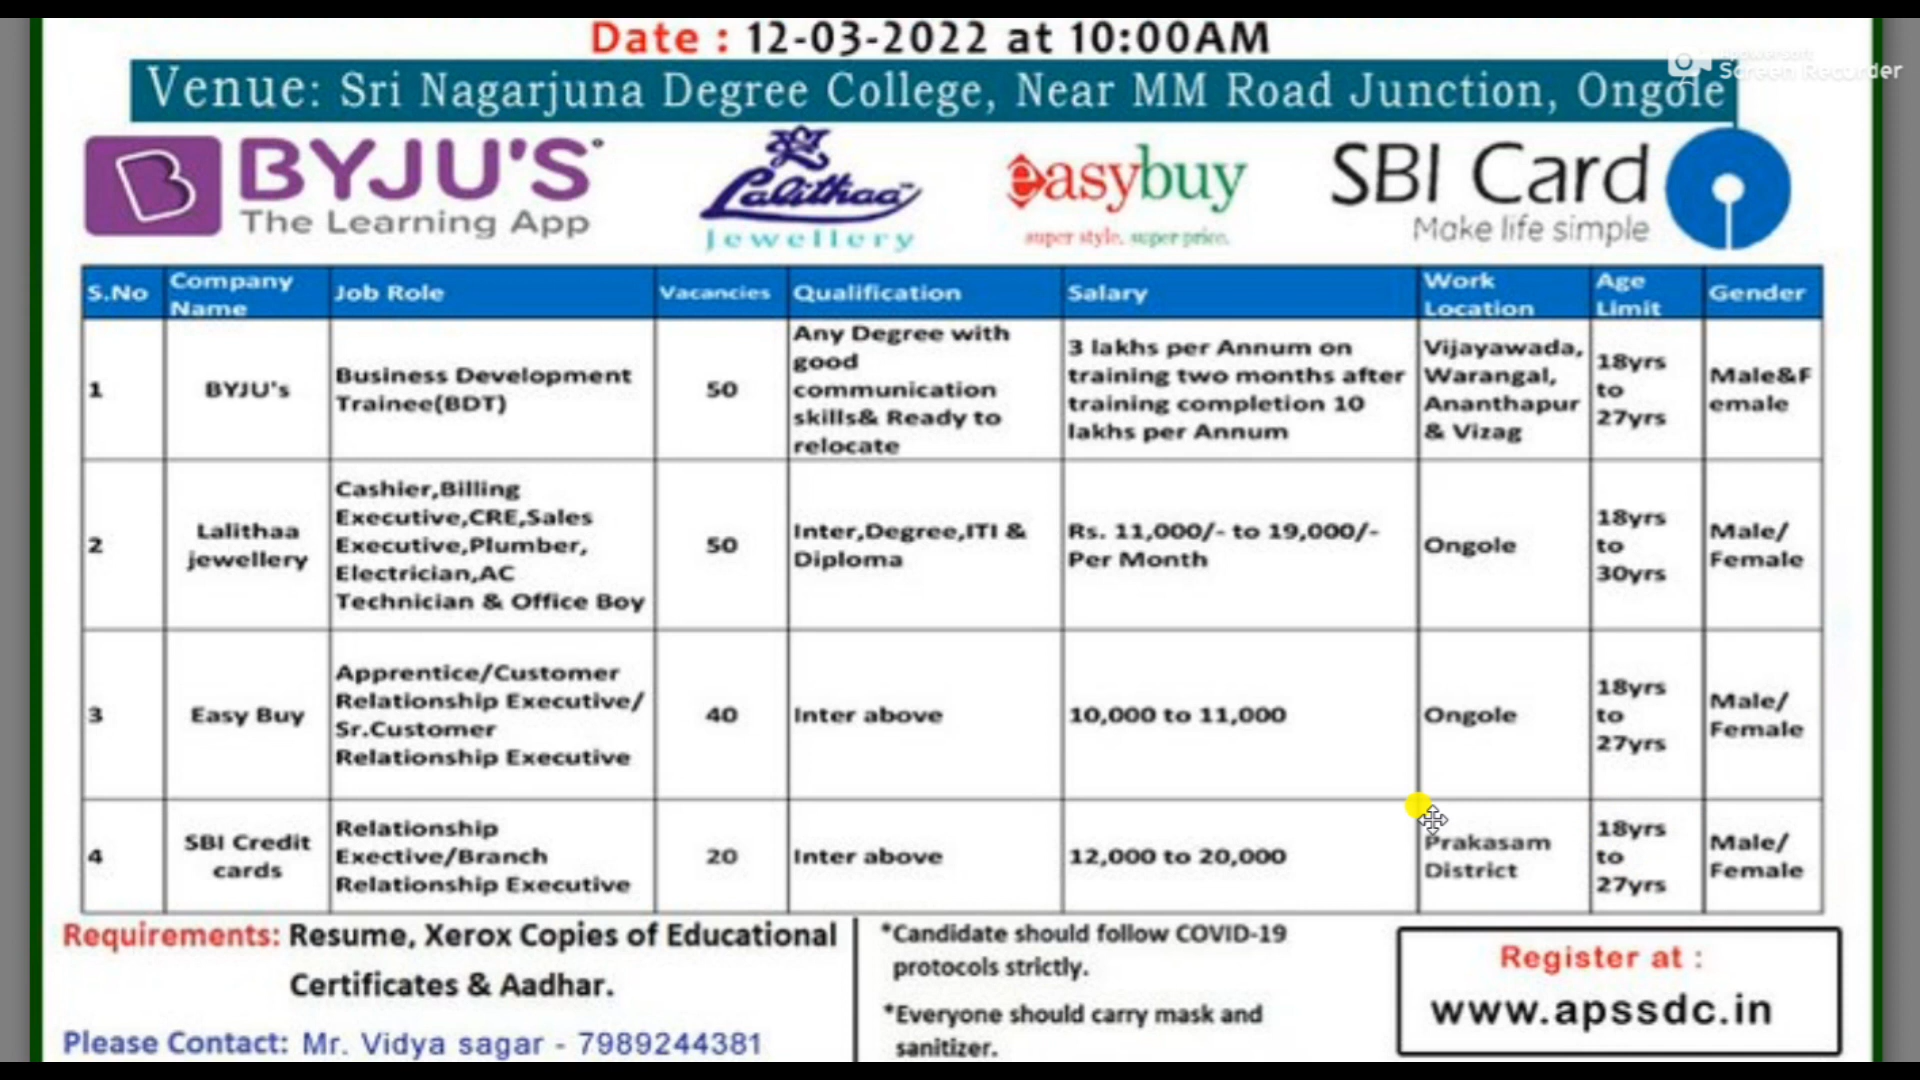 Date : 12-03-2022 at 10:00AM
Screen Recorder
Venue: Sri Nagarjuna Degree College, Near MM Road Junction, Ongole
BYJU'S
The Learning App
Lalithaa
Jewellery
easybuy
super style. super price.
SBI Card
Make life simple
S.No
Company
Name
Job Role
Vacancies
Qualification
Salary
Work
Location
Age
Limit
Gender
1
BYJU's
Business Development
Trainee(BDT)
50
Any Degree with
good
communication
skills& Ready to
relocate
3 lakhs per Annum on
training two months after
training completion 10
lakhs per Annum
Vijayawada,
Warangal,
Ananthapur
& Vizag
18yrs
to
27yrs
Male&F
emale
2
Lalithaa
jewellery
Cashier,Billing
Executive,CRE,Sales
Executive,Plumber,
Electrician,AC
Technician & Office Boy
50
Inter,Degree,ITI &
Diploma
Rs. 11,000/- to 19,000/-
Per Month
Ongole
18yrs
to
30yrs
Male/
Female
3
Easy Buy
Apprentice/Customer
Relationship Executive/
Sr.Customer
Relationship Executive
40
Inter above
10,000 to 11,000
Ongole
18yrs
to
27yrs
Male/
Female
4
SBI Credit
cards
Relationship
Exective/Branch
Relationship Executive
20
Inter above
12,000 to 20,000
Prakasam
District
18yrs
to
27yrs
Male/
Female
Requirements: Resume, Xerox Copies of Educational
Certificates & Aadhar.
Please Contact: Mr. Vidya sagar - 7989244381
*Candidate should follow COVID-19
protocols strictly.
*Everyone should carry mask and
sanitizer.
Register at :
www.apssdc.in